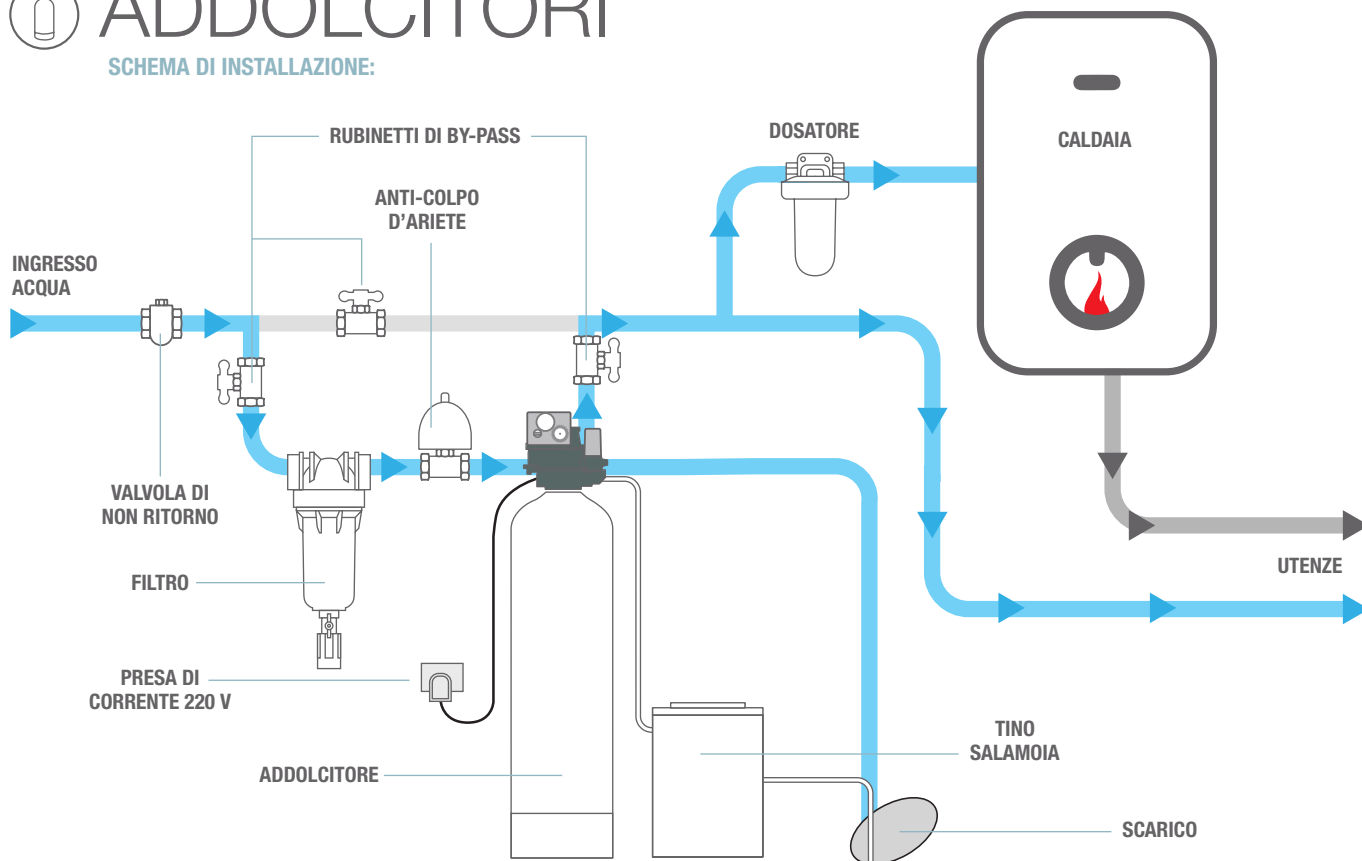 ADDOLCITORI
SCHEMA DI INSTALLAZIONE:
RUBINETTI DI BY-PASS
DOSATORE
CALDAIA
ANTI-COLPO
D’ARIETE
INGRESSO
ACQUA
VALVOLA DI
NON RITORNO
FILTRO
UTENZE
PRESA DI
CORRENTE 220 V
TINO
SALAMOIA
ADDOLCITORE
SCARICO